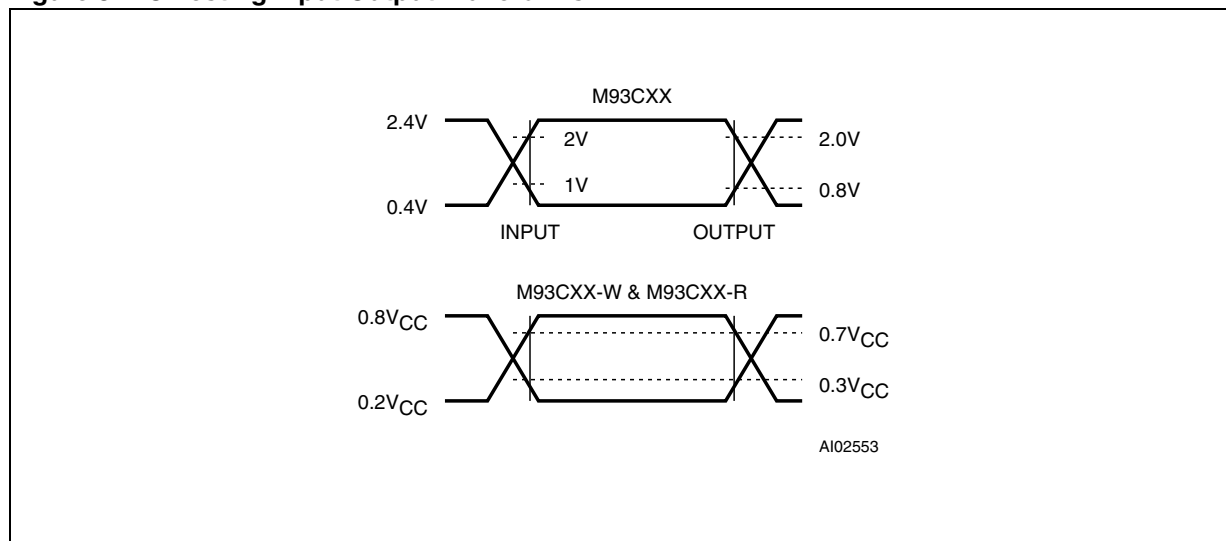 M93CXX
2.4V
2V
2.0V
1V
0.8V
0.4V
INPUT
OUTPUT
M93CXX-W & M93CXX-R
0.8VCC
0.7VCC
0.3VCC
0.2VCC
AI02553